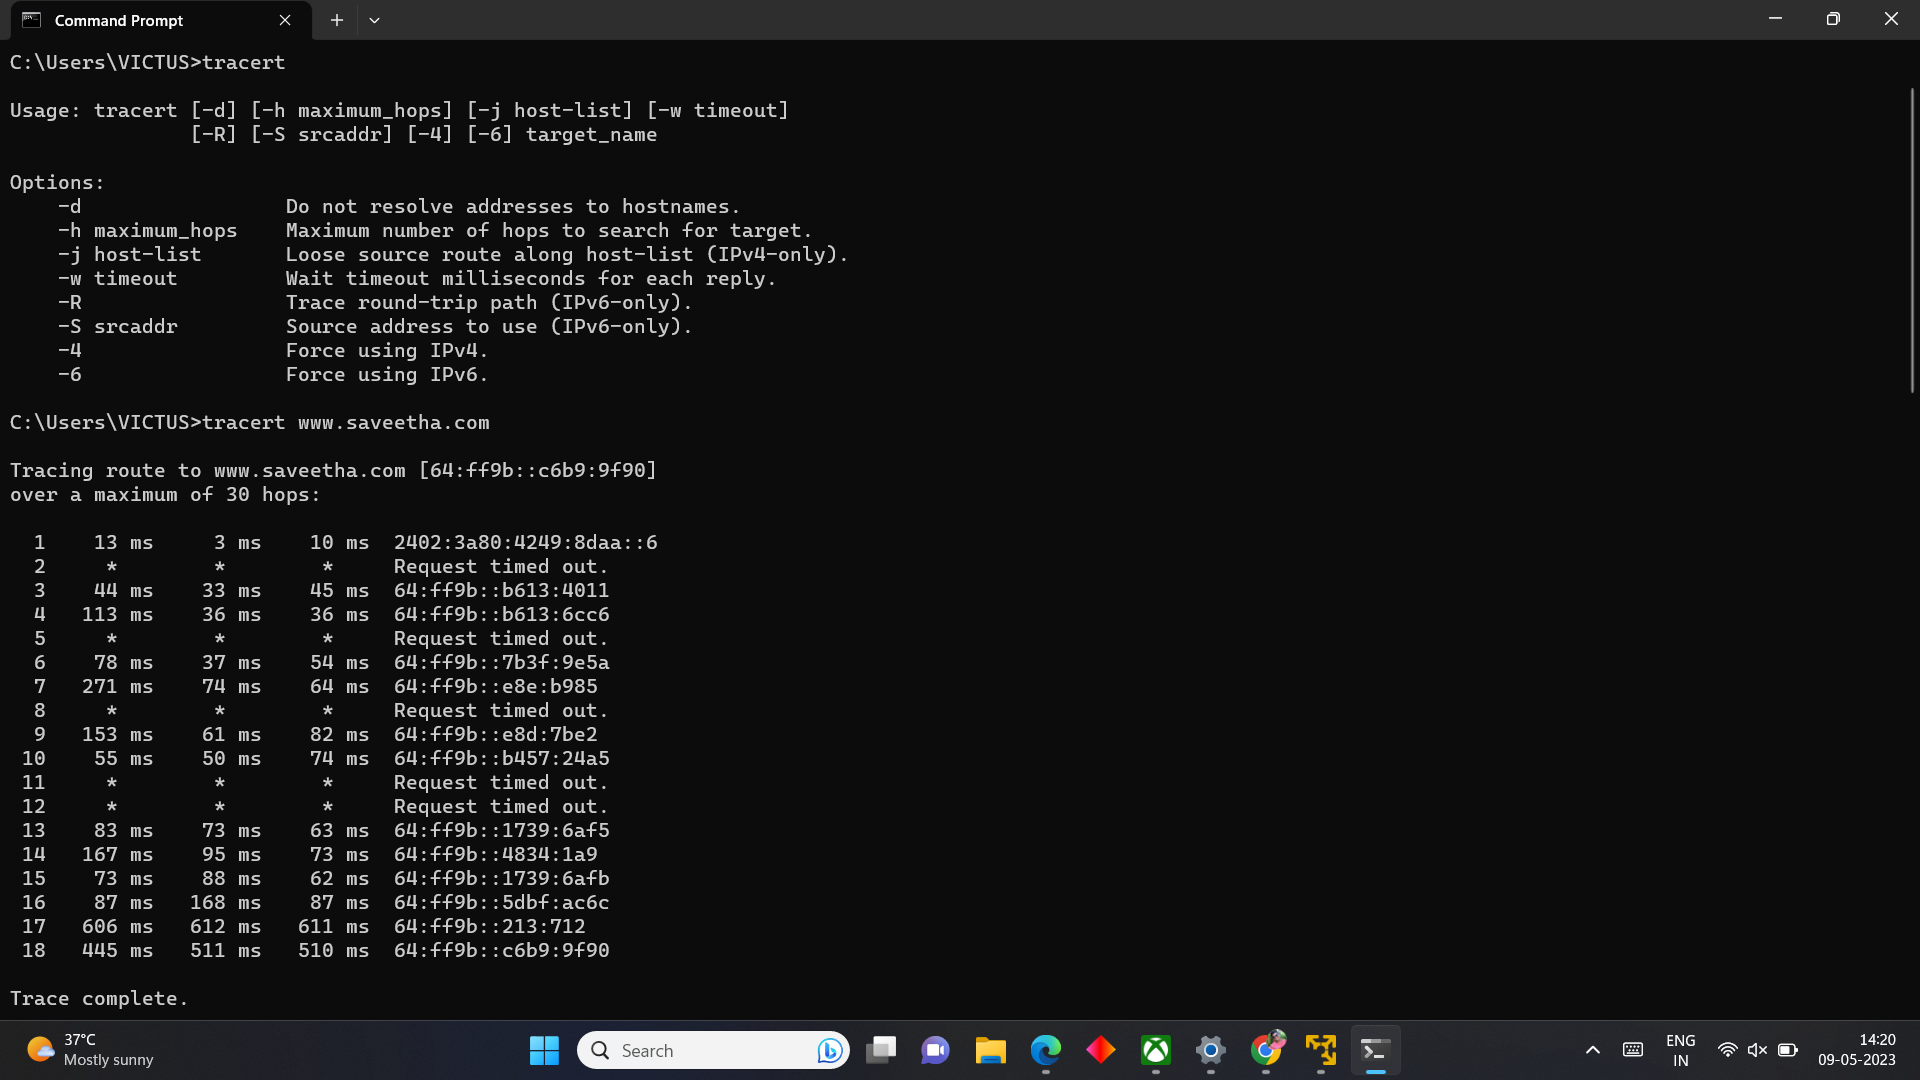 Command Prompt
C:\Users\VICTUS>tracert
Usage: tracert [-d] [-h maximum_hops] [-j host-list] [-w timeout]
               [-R] [-S srcaddr] [-4] [-6] target_name
Options:
    -d                 Do not resolve addresses to hostnames.
    -h maximum_hops    Maximum number of hops to search for target.
    -j host-list       Loose source route along host-list (IPv4-only).
    -w timeout         Wait timeout milliseconds for each reply.
    -R                 Trace round-trip path (IPv6-only).
    -S srcaddr         Source address to use (IPv6-only).
    -4                 Force using IPv4.
    -6                 Force using IPv6.
C:\Users\VICTUS>tracert www.saveetha.com
Tracing route to www.saveetha.com [64:ff9b::c6b9:9f90]
over a maximum of 30 hops:
  1    13 ms     3 ms    10 ms  2402:3a80:4249:8daa::6
  2     *        *        *     Request timed out.
  3    44 ms    33 ms    45 ms  64:ff9b::b613:4011
  4   113 ms    36 ms    36 ms  64:ff9b::b613:6cc6
  5     *        *        *     Request timed out.
  6    78 ms    37 ms    54 ms  64:ff9b::7b3f:9e5a
  7   271 ms    74 ms    64 ms  64:ff9b::e8e:b985
  8     *        *        *     Request timed out.
  9   153 ms    61 ms    82 ms  64:ff9b::e8d:7be2
 10    55 ms    50 ms    74 ms  64:ff9b::b457:24a5
 11     *        *        *     Request timed out.
 12     *        *        *     Request timed out.
 13    83 ms    73 ms    63 ms  64:ff9b::1739:6af5
 14   167 ms    95 ms    73 ms  64:ff9b::4834:1a9
 15    73 ms    88 ms    62 ms  64:ff9b::1739:6afb
 16    87 ms   168 ms    87 ms  64:ff9b::5dbf:ac6c
 17   606 ms   612 ms   611 ms  64:ff9b::213:712
 18   445 ms   511 ms   510 ms  64:ff9b::c6b9:9f90
Trace complete.
37°C
Mostly sunny
Search
ENG
IN
14:20
09-05-2023